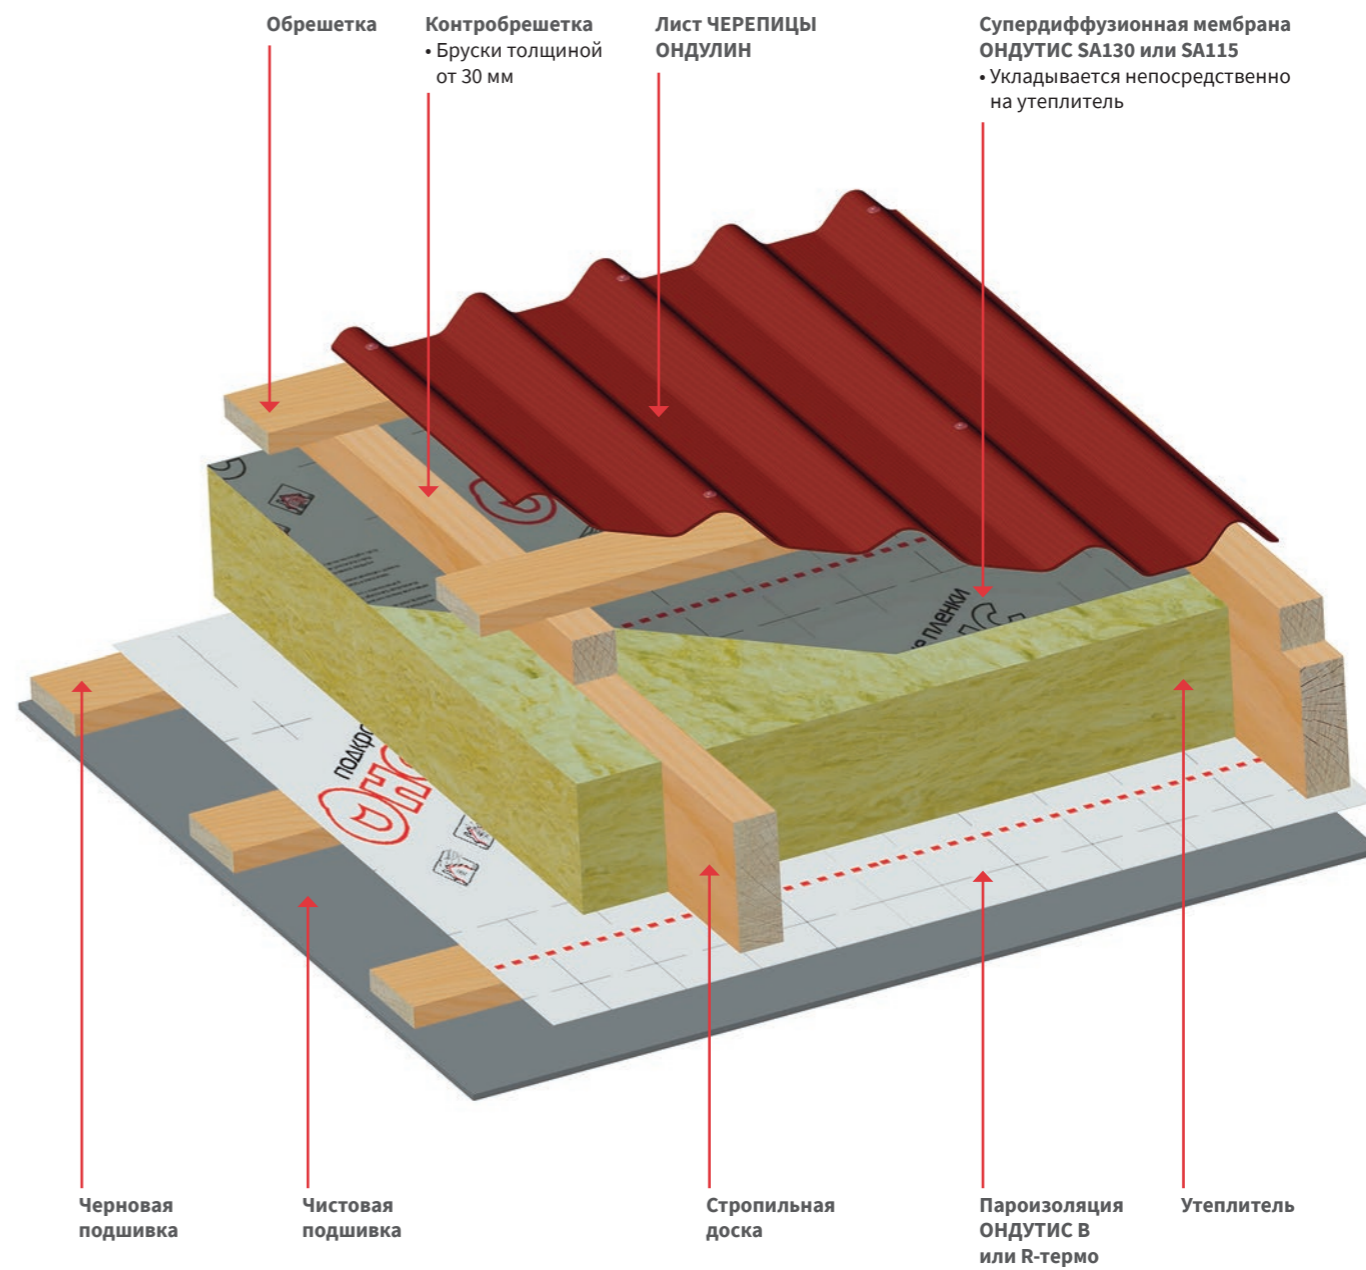 Обрешетка
Контробрешетка
• Бруски толщиной
от 30 мм
Лист ЧЕРЕПИЦЫ
ОНДУЛИН
Супердиффузионная мембрана
ОНДУТИС SA130 или SA115
• Укладывается непосредственно
на утеплитель
ПЛЕНКИ
Черновая
подшивка
Чистовая
подшивка
Стропильная
доска
Пароизоляция
ОНДУТИС В
или R-термо
Утеплитель